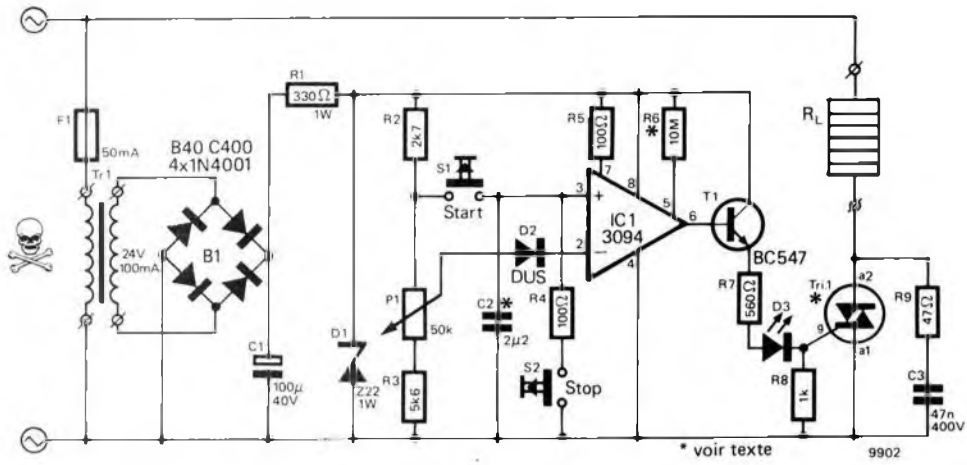 F1
50mA
Tr.1
24V
100mA
B40 C400
4x1N4001
B1
R1
330Ω
1W
C1
100µ
40V
D1
Z22
1W
R2
2k7
S1
Start
P1
50k
R3
5k6
D2
DUS
C2 *
2µ2
R4
100Ω
S2
Stop
R5
100Ω
R6
*
10M
7
8
3
+
2
−
IC1
3094
5
6
4
T1
BC547
R7
560Ω
D3
R8
1k
RL
Tri.1
*
a2
g
a1
R9
47Ω
C3
47n
400V
* voir texte
9902